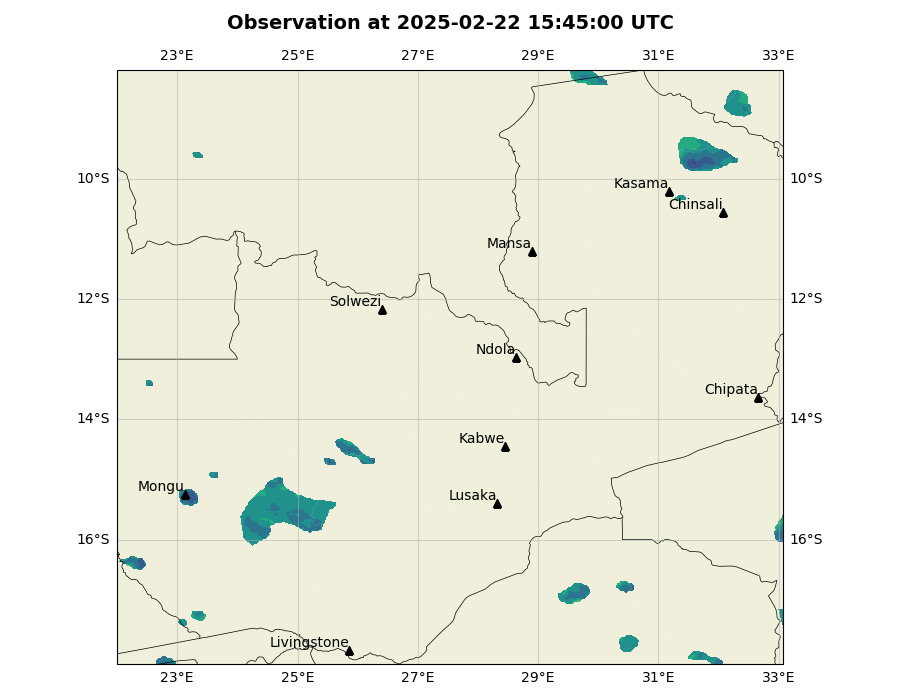 Observation at 2025-02-22 15:45:00 UTC
23°E 25°E 27°E 29°E 31°E 33°E
10°S 10°S
Kasama
Chinsali
Mansa
12°S 12°S
Solwezi
Ndola
Chipata
14°S 14°S
Kabwe
Mongu
Lusaka
16°S 16°S
Livingstone
23°E 25°E 27°E 29°E 31°E 33°E